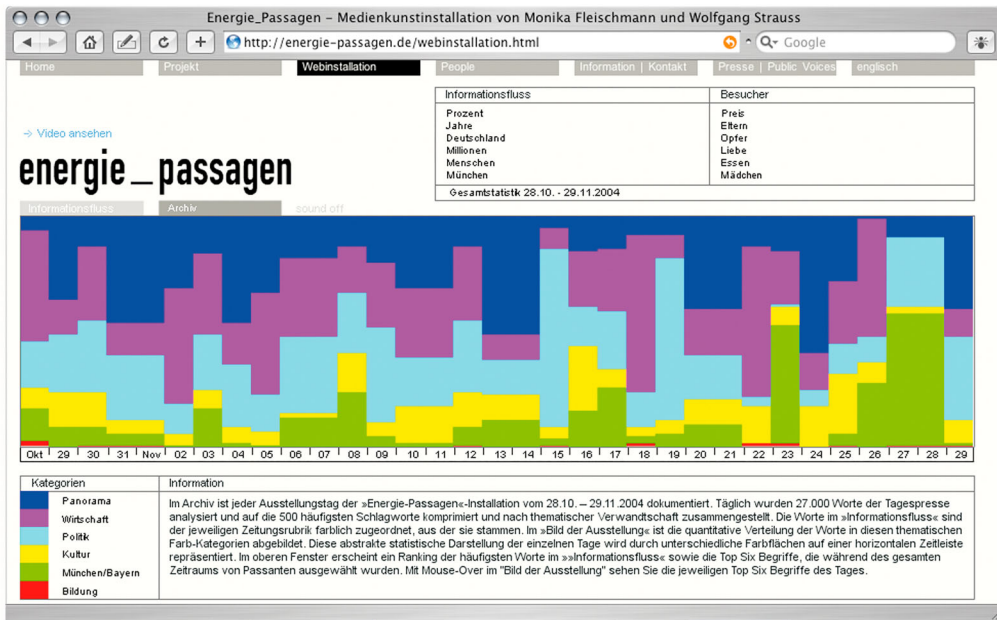 Energie_Passagen – Medienkunstinstallation von Monika Fleischmann und Wolfgang Strauss
http://energie-passagen.de/webinstallation.html
Google
Home Projekt Webinstallation People Information | Kontakt Presse | Public Voices englisch
Informationsfluss Besucher
Prozent Preis
Jahre Eltern
Deutschland Opfer
Millionen Liebe
Menschen Essen
München Mädchen
Gesamtstatistik 28.10. - 29.11.2004
-> Video ansehen
energie_passagen
Informationsfluss Archiv sound off
Okt 29 30 31 Nov 02 03 04 05 06 07 08 09 10 11 12 13 14 15 16 17 18 19 20 21 22 23 24 25 26 27 28 29
Kategorien Information
Panorama
Wirtschaft
Politik
Kultur
München/Bayern
Bildung
Im Archiv ist jeder Ausstellungstag der »Energie-Passagen«-Installation vom 28.10. – 29.11.2004 dokumentiert. Täglich wurden 27.000 Worte der Tagespresse
analysiert und auf die 500 häufigsten Schlagworte komprimiert und nach thematischer Verwandtschaft zusammengestellt. Die Worte im »Informationsfluss« sind
der jeweiligen Zeitungsrubrik farblich zugeordnet, aus der sie stammen. Im »Bild der Ausstellung« ist die quantitative Verteilung der Worte in diesen thematischen
Farb-Kategorien abgebildet. Diese abstrakte statistische Darstellung der einzelnen Tage wird durch unterschiedliche Farbflächen auf einer horizontalen Zeitleiste
repräsentiert. Im oberen Fenster erscheint ein Ranking der häufigsten Worte im »»Informationsfluss« sowie die Top Six Begriffe, die während des gesamten
Zeitraums von Passanten ausgewählt wurden. Mit Mouse-Over im "Bild der Ausstellung" sehen Sie die jeweiligen Top Six Begriffe des Tages.